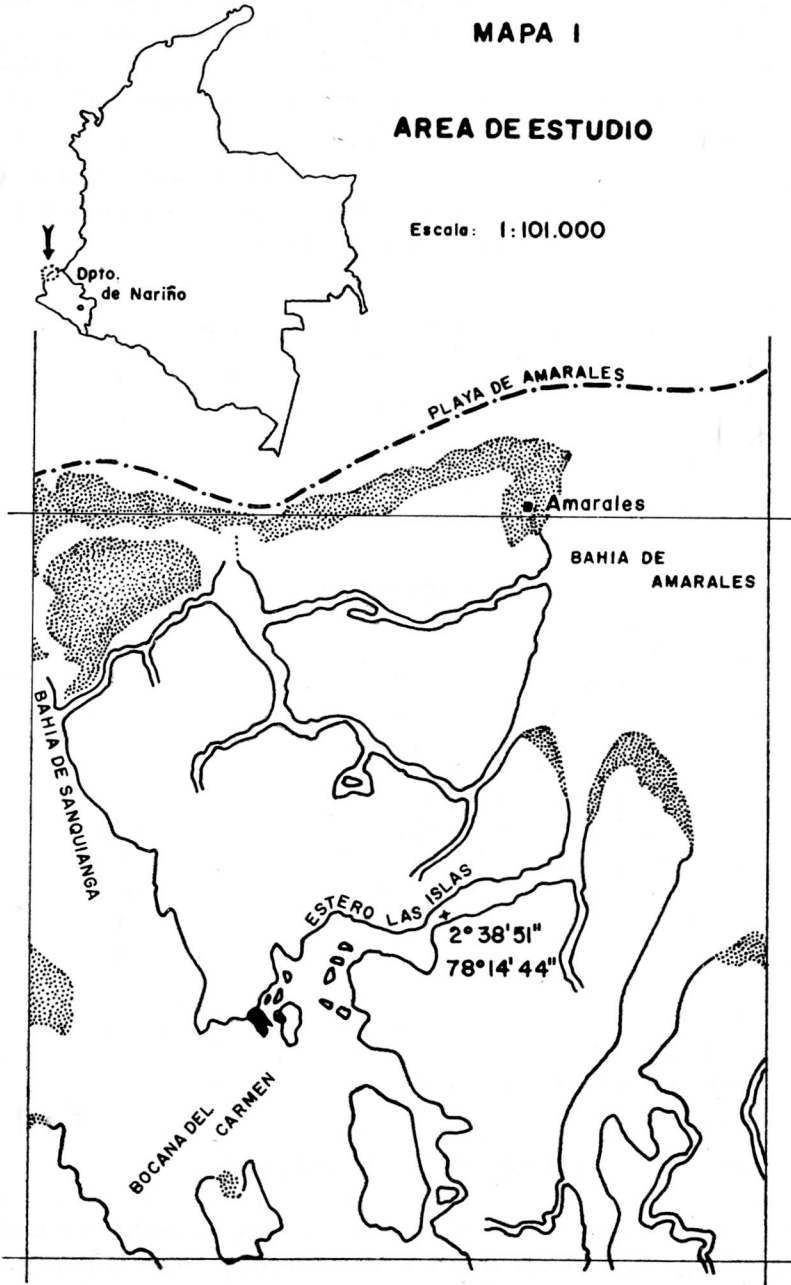 MAPA I
AREA DE ESTUDIO
Escala: 1:101.000
Dpto.
de Nariño
PLAYA DE AMARALES
Amarales
BAHIA DE
AMARALES
BAHIA DE SANQUIANGA
ESTERO LAS ISLAS
2°38'51"
78°14'44"
BOCANA DEL
CARMEN